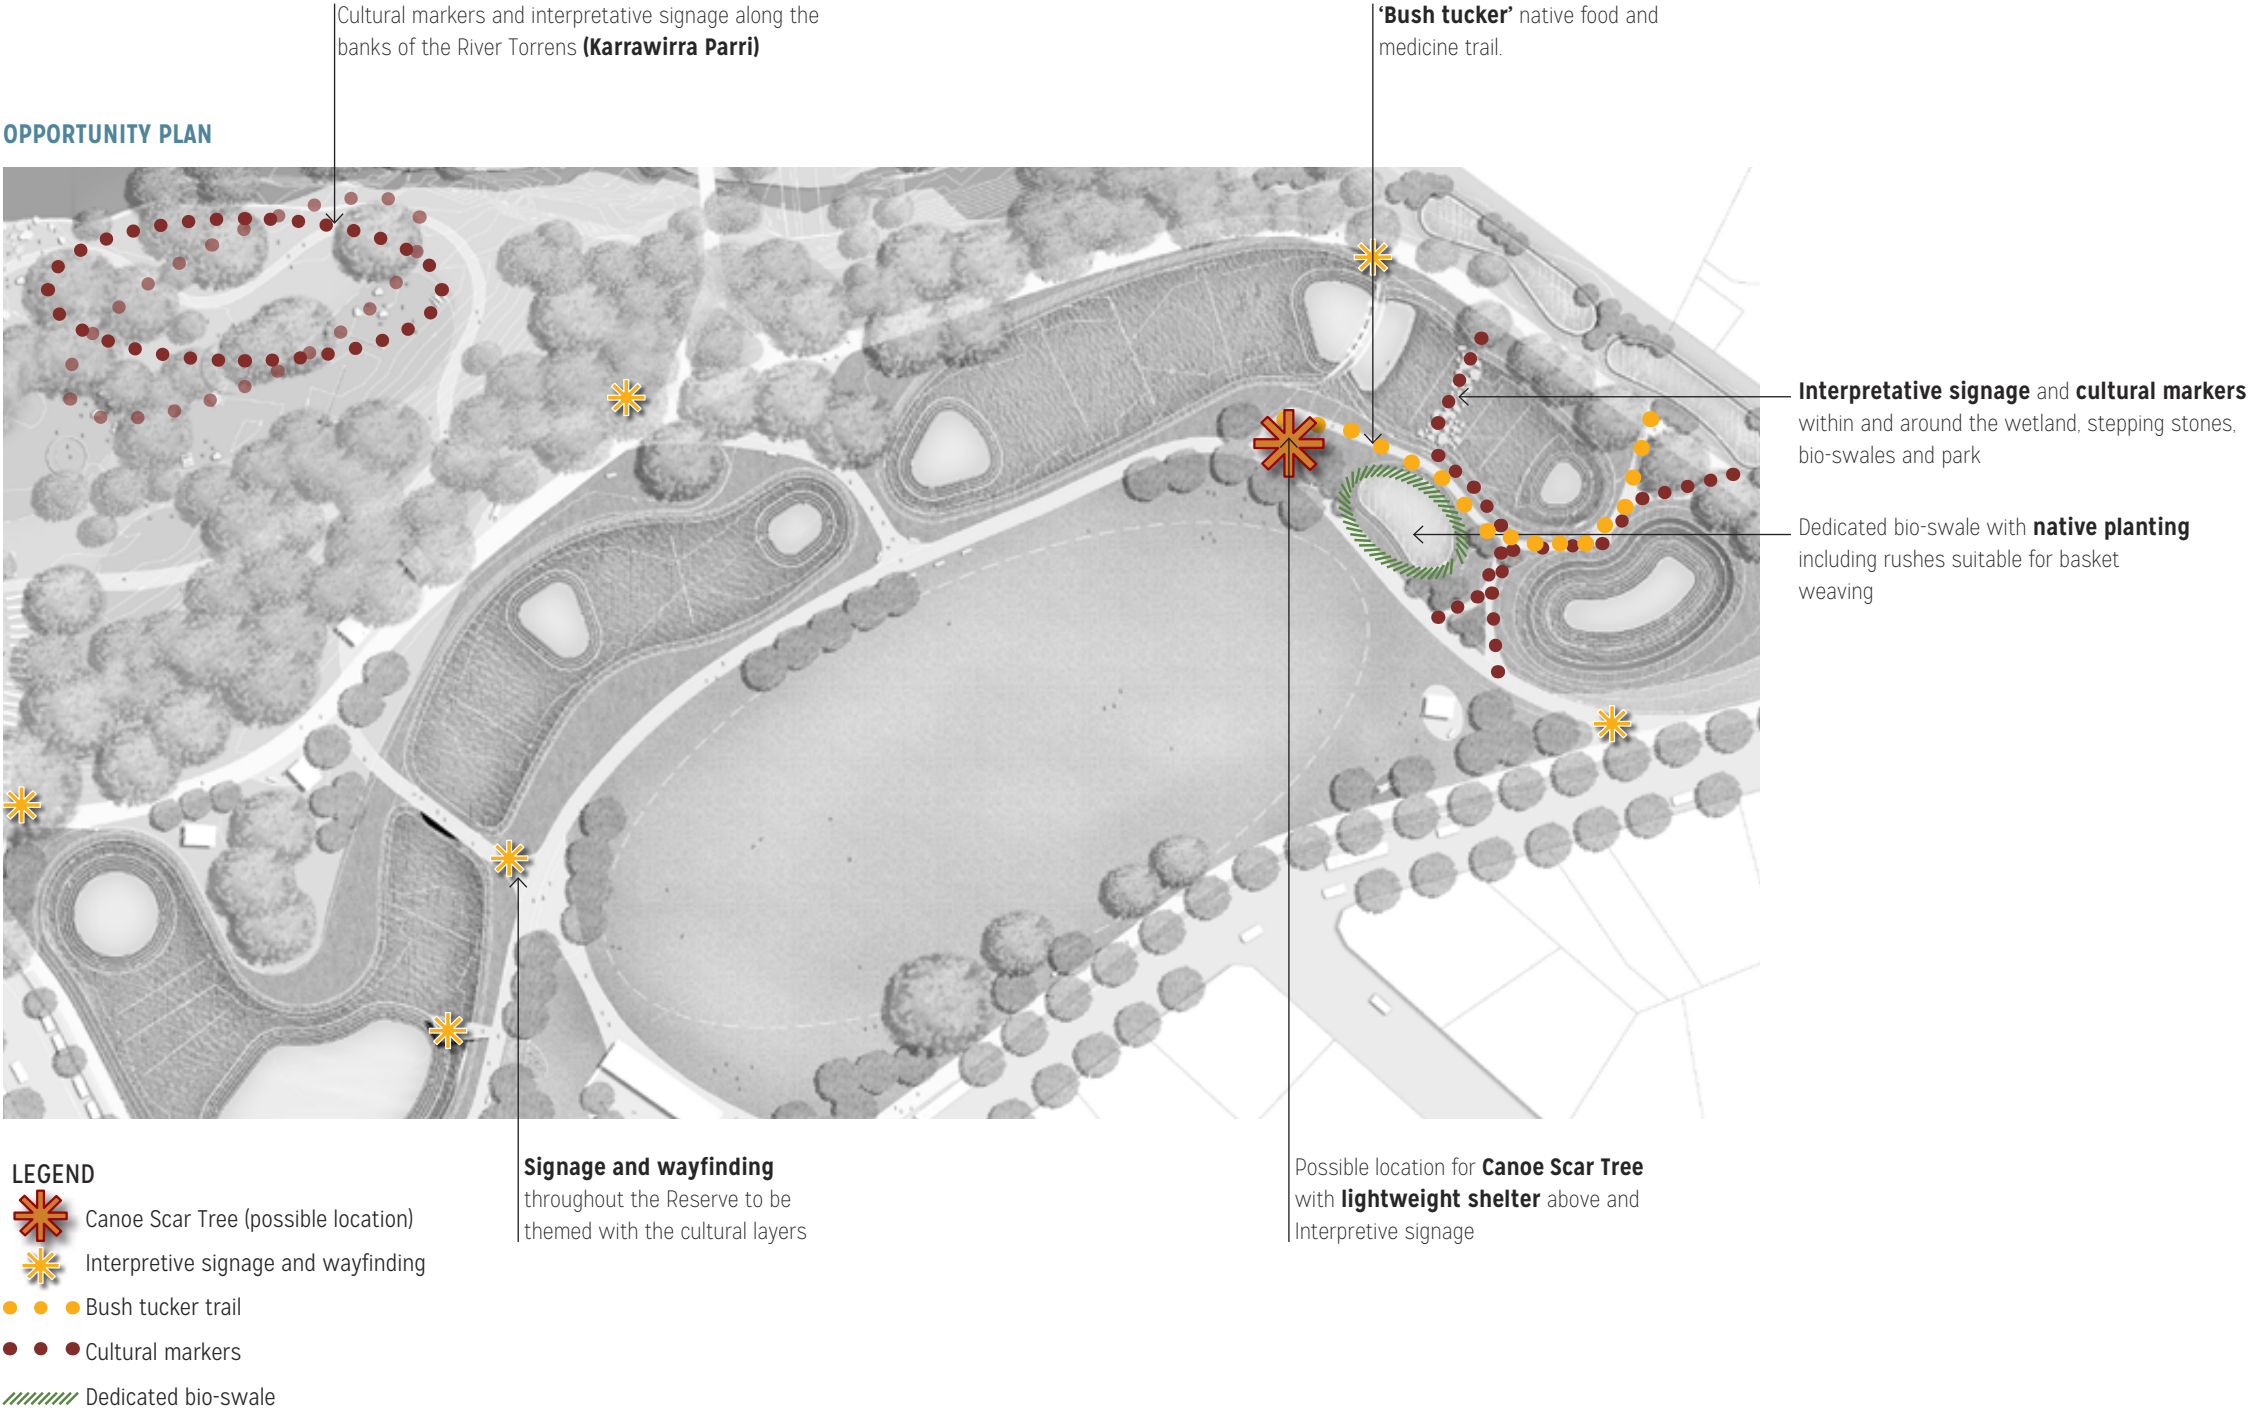 Cultural markers and interpretative signage along the
banks of the River Torrens (Karrawirra Parri)
‘Bush tucker’ native food and
medicine trail.
OPPORTUNITY PLAN
Interpretative signage and cultural markers
within and around the wetland, stepping stones,
bio-swales and park
Dedicated bio-swale with native planting
including rushes suitable for basket
weaving
Signage and wayfinding
throughout the Reserve to be
themed with the cultural layers
Possible location for Canoe Scar Tree
with lightweight shelter above and
Interpretive signage
LEGEND
Canoe Scar Tree (possible location)
Interpretive signage and wayfinding
Bush tucker trail
Cultural markers
Dedicated bio-swale